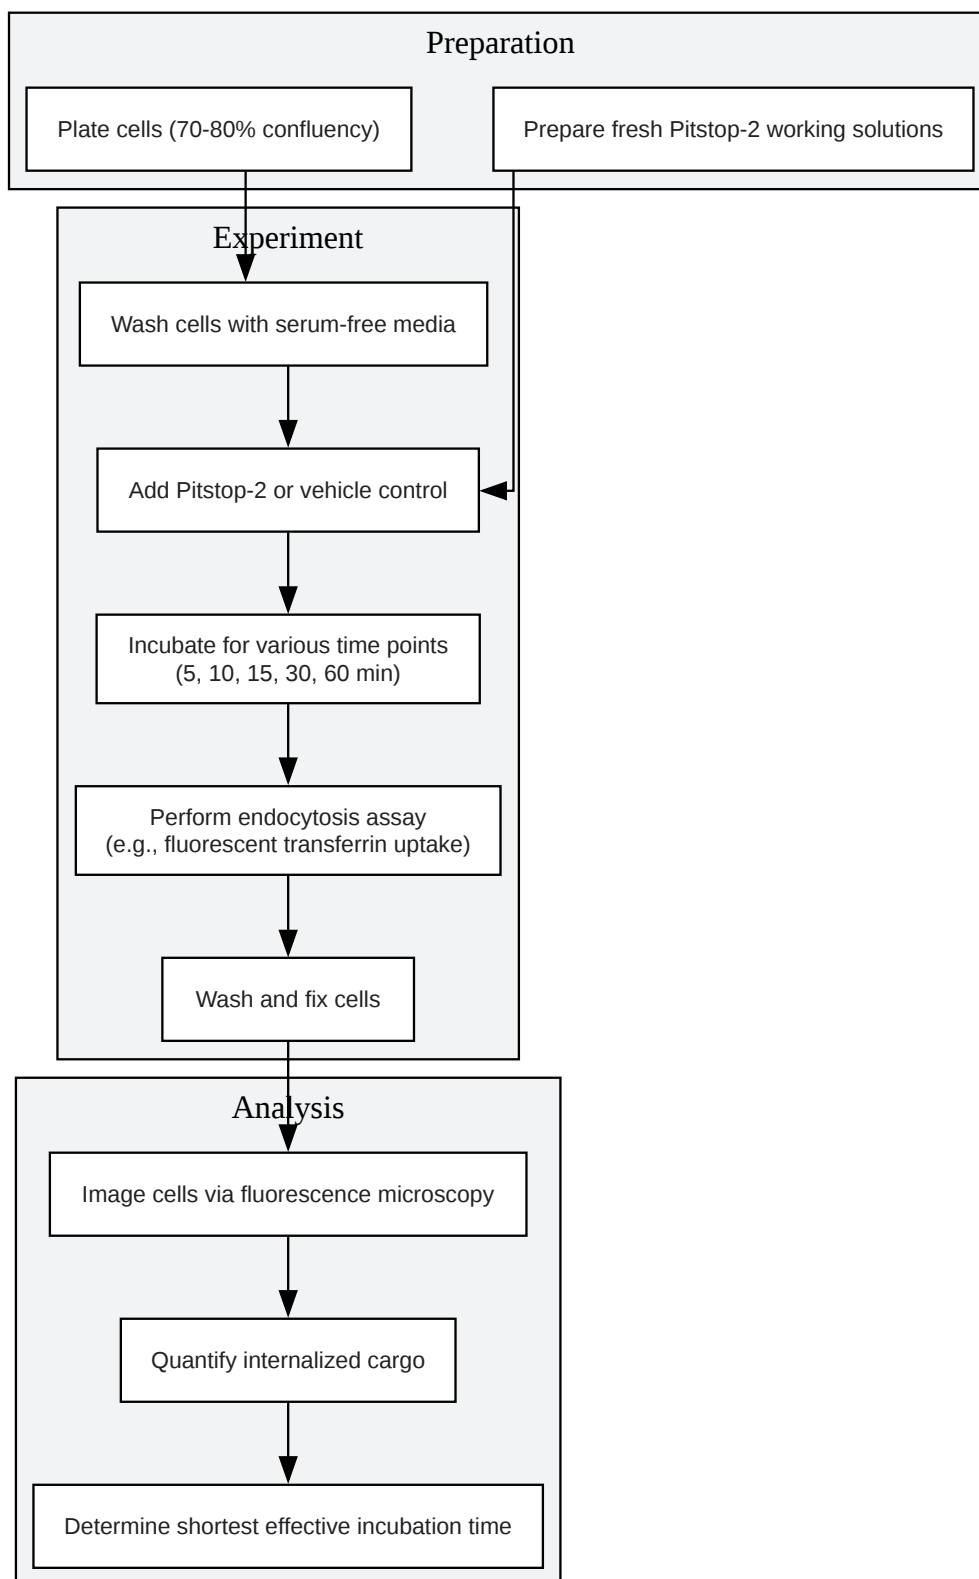 Preparation
Plate cells (70-80% confluency)
Prepare fresh Pitstop-2 working solutions
Experiment
Wash cells with serum-free media
Add Pitstop-2 or vehicle control
Incubate for various time points
(5, 10, 15, 30, 60 min)
Perform endocytosis assay
(e.g., fluorescent transferrin uptake)
Wash and fix cells
Analysis
Image cells via fluorescence microscopy
Quantify internalized cargo
Determine shortest effective incubation time